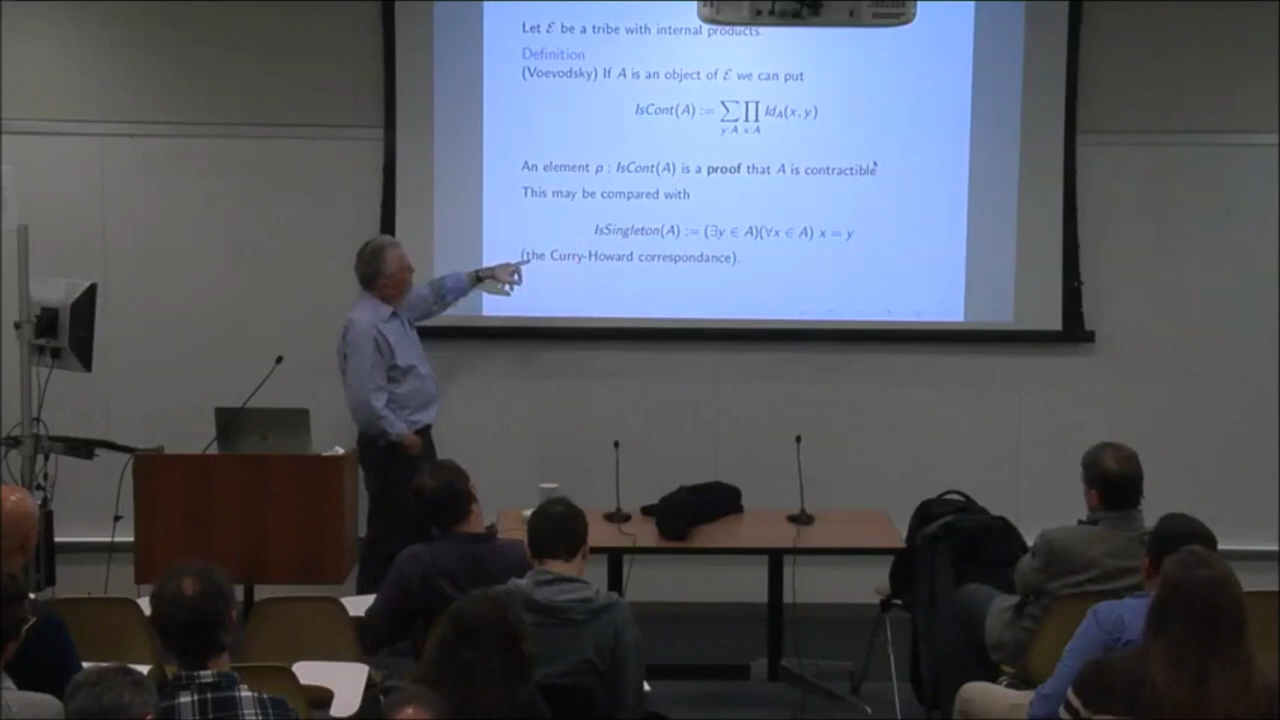 Let ℰ be a tribe with internal products.
Definition
(Voevodsky) If A is an object of ℰ we can put
IsCont(A) := ∑_{y:A} ∏_{x:A} Id_A(x, y)
An element p : IsCont(A) is a proof that A is contractible
This may be compared with
IsSingleton(A) := (∃y ∈ A)(∀x ∈ A) x = y
(the Curry-Howard correspondance).